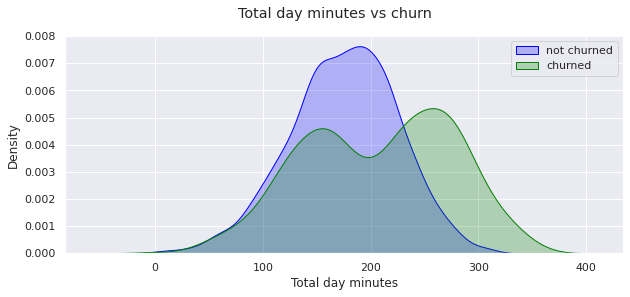 Total day minutes vs churn
not churned
churned
Density
0.008
0.007
0.006
0.005
0.004
0.003
0.002
0.001
0.000
0
100
200
300
400
Total day minutes